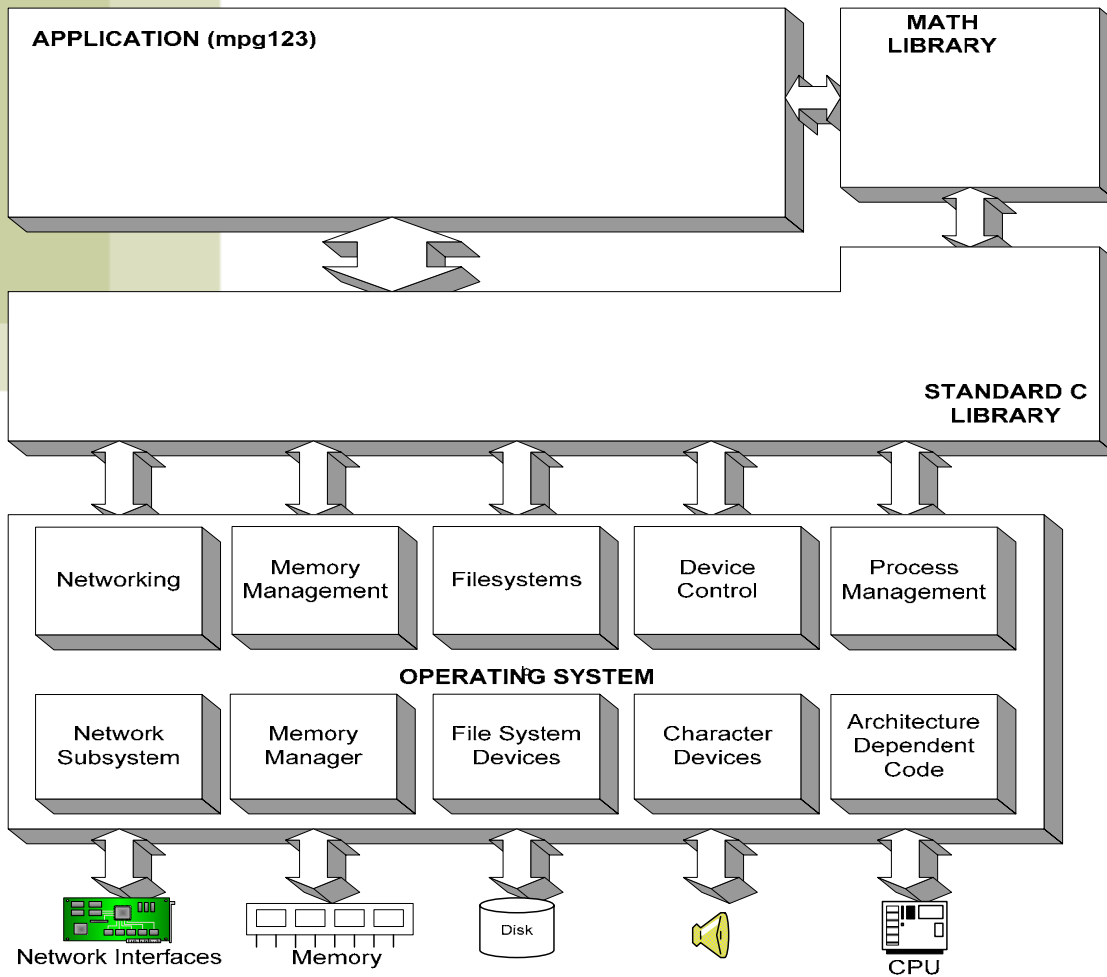 APPLICATION (mpg123)
MATH
LIBRARY
STANDARD C
LIBRARY
Networking
Memory
Management
Filesystems
Device
Control
Process
Management
OPERATING SYSTEM
Network
Subsystem
Memory
Manager
File System
Devices
Character
Devices
Architecture
Dependent
Code
Network Interfaces
Memory
Disk
CPU